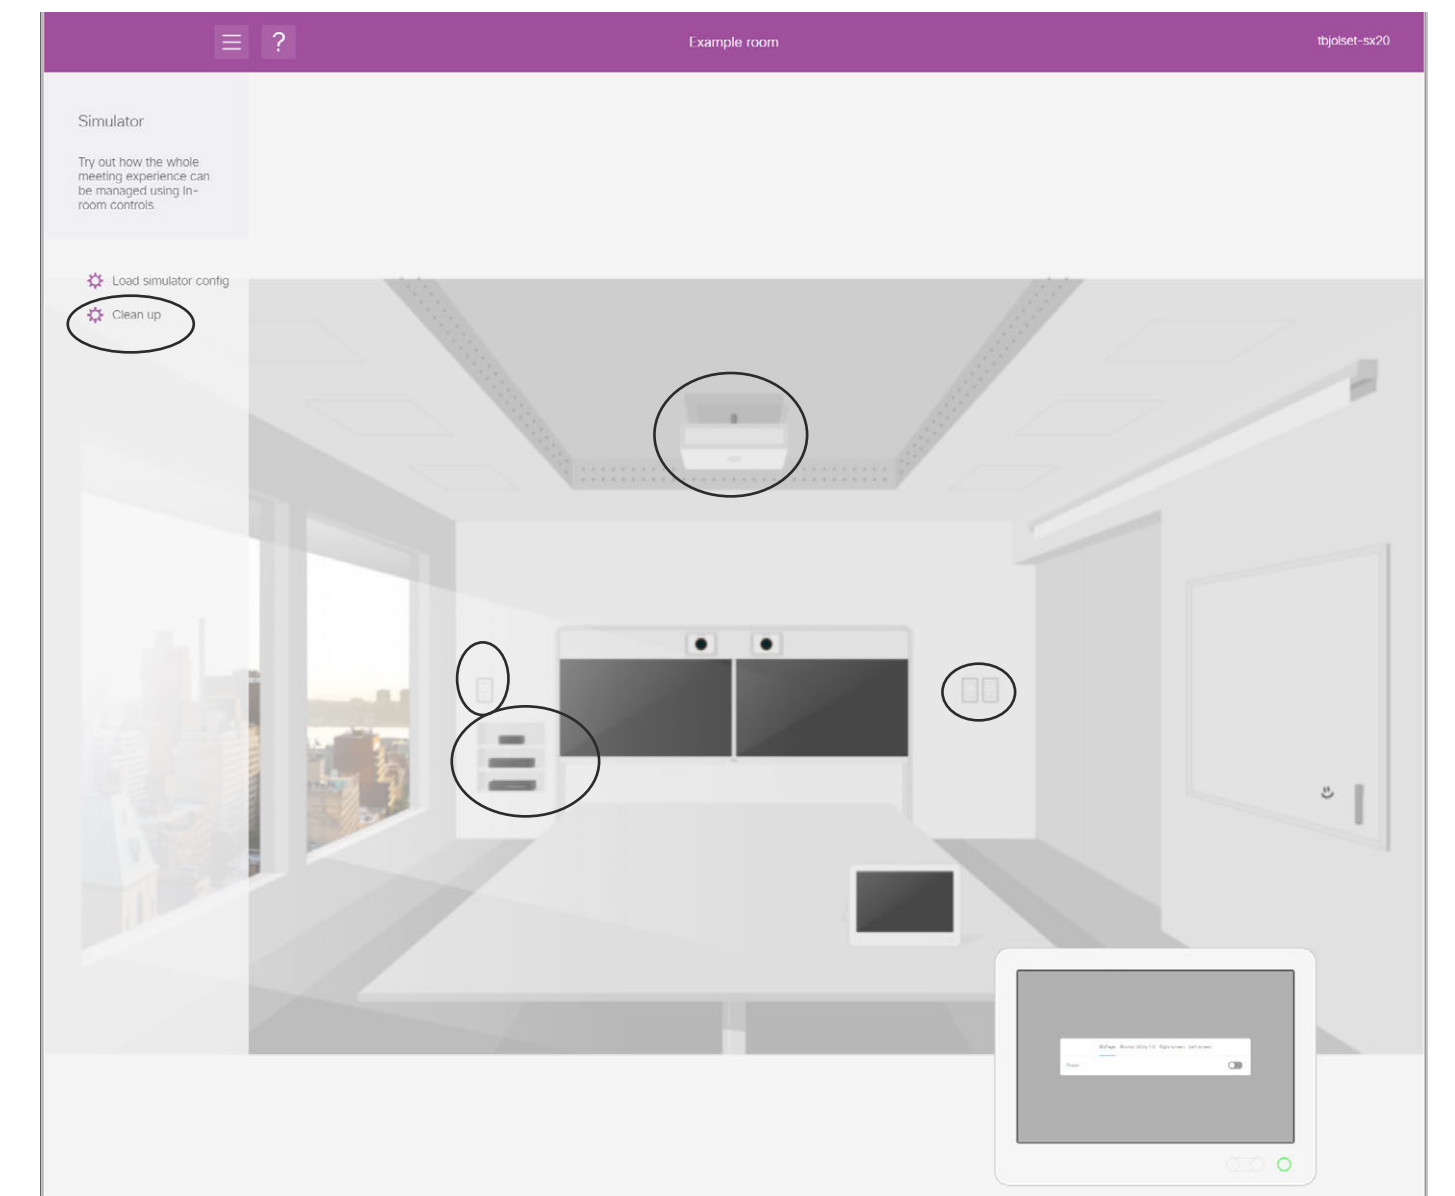 ?
Example room
tbjolset-sx20
Simulator
Try out how the whole
meeting experience can
be managed using In-
room controls.
Load simulator config
Clean up